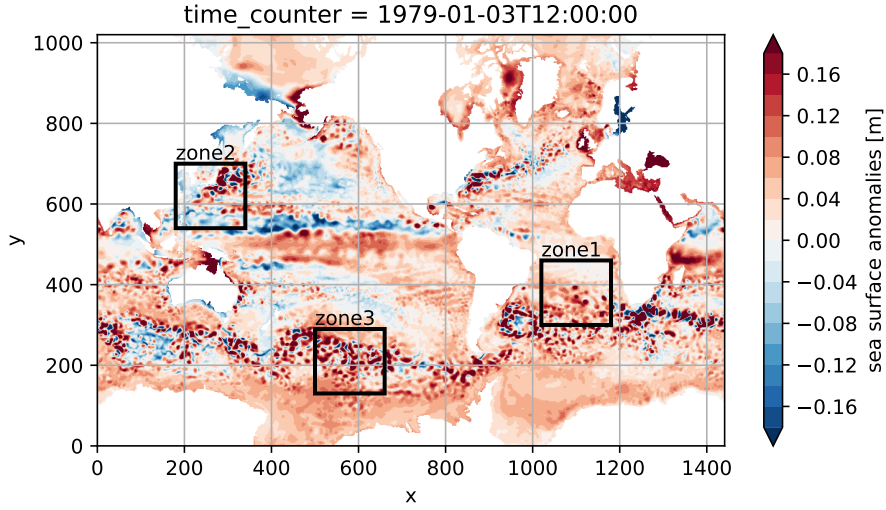 time_counter = 1979-01-03T12:00:00
1000
800
600
400
200
0
y
zone2
zone1
zone3
0 200 400 600 800 1000 1200 1400
x
0.16
0.12
0.08
0.04
0.00
−0.04
−0.08
−0.12
−0.16
sea surface anomalies [m]